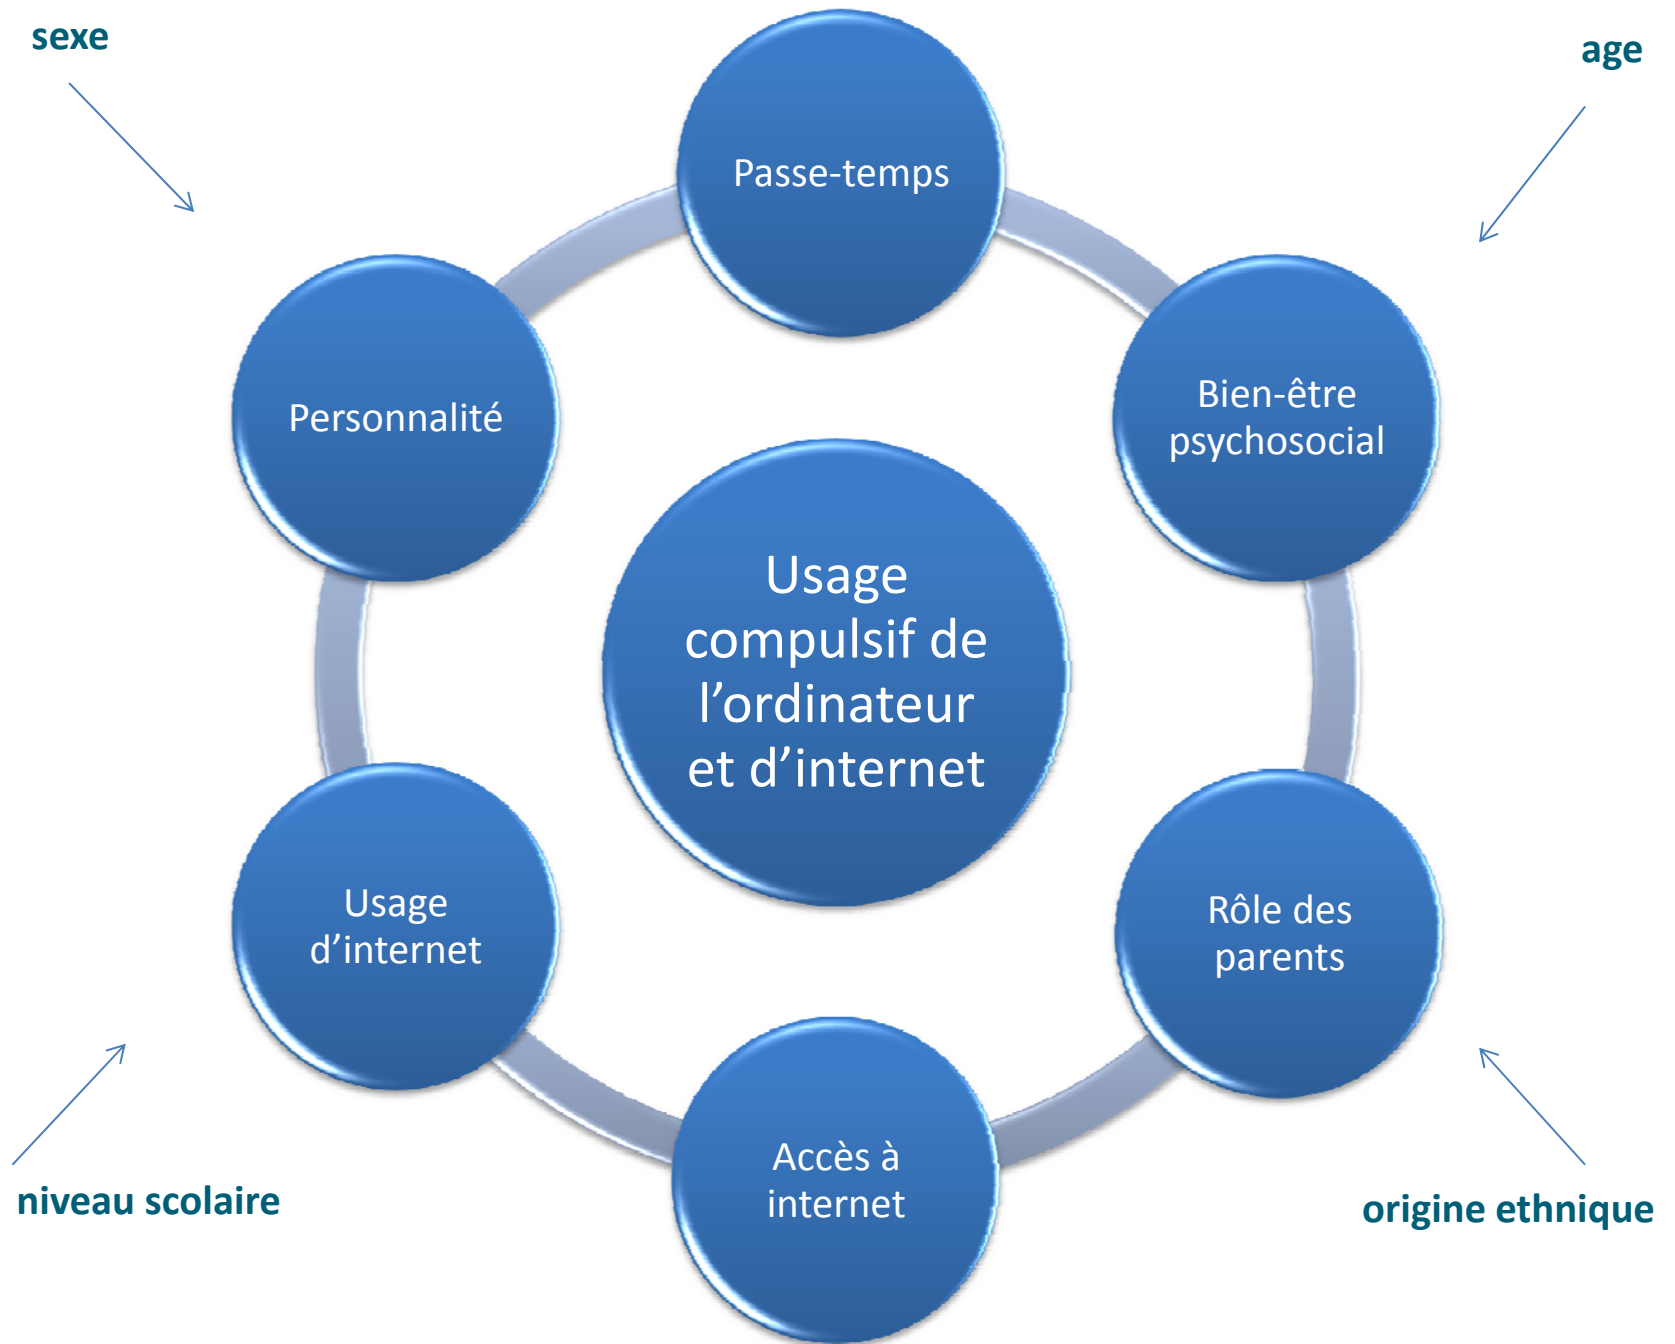 sexe
age
Passe-temps
Personnalité
Bien-être
psychosocial
Usage
compulsif de
l’ordinateur
et d’internet
Usage
d’internet
Rôle des
parents
Accès à
internet
niveau scolaire
origine ethnique